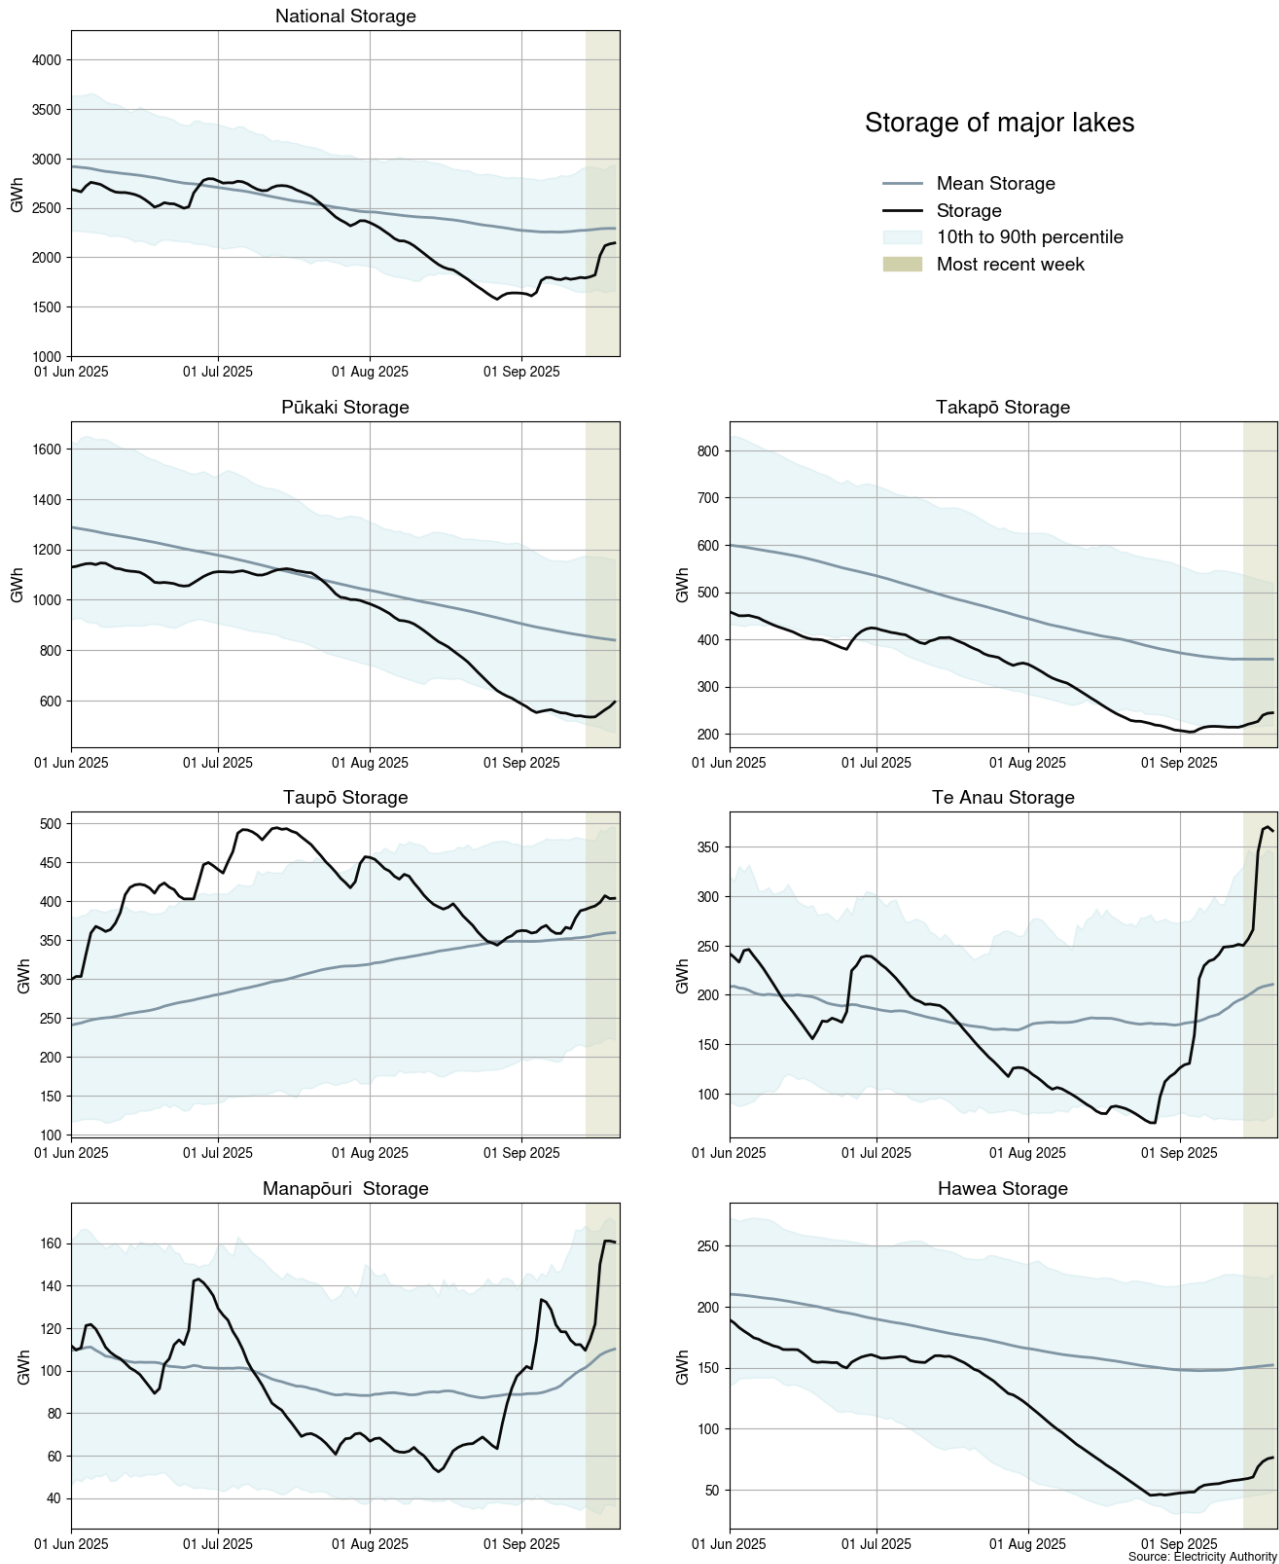 National Storage
GWh
4000
3500
3000
2500
2000
1500
1000
01 Jun 2025 01 Jul 2025 01 Aug 2025 01 Sep 2025
Storage of major lakes
Mean Storage
Storage
10th to 90th percentile
Most recent week
Pūkaki Storage
GWh
1600
1400
1200
1000
800
600
01 Jun 2025 01 Jul 2025 01 Aug 2025 01 Sep 2025
Takapō Storage
GWh
800
700
600
500
400
300
200
01 Jun 2025 01 Jul 2025 01 Aug 2025 01 Sep 2025
Taupō Storage
GWh
500
450
400
350
300
250
200
150
100
01 Jun 2025 01 Jul 2025 01 Aug 2025 01 Sep 2025
Te Anau Storage
GWh
350
300
250
200
150
100
01 Jun 2025 01 Jul 2025 01 Aug 2025 01 Sep 2025
Manapōuri  Storage
GWh
160
140
120
100
80
60
40
01 Jun 2025 01 Jul 2025 01 Aug 2025 01 Sep 2025
Hawea Storage
GWh
250
200
150
100
50
01 Jun 2025 01 Jul 2025 01 Aug 2025 01 Sep 2025
Source: Electricity Authority